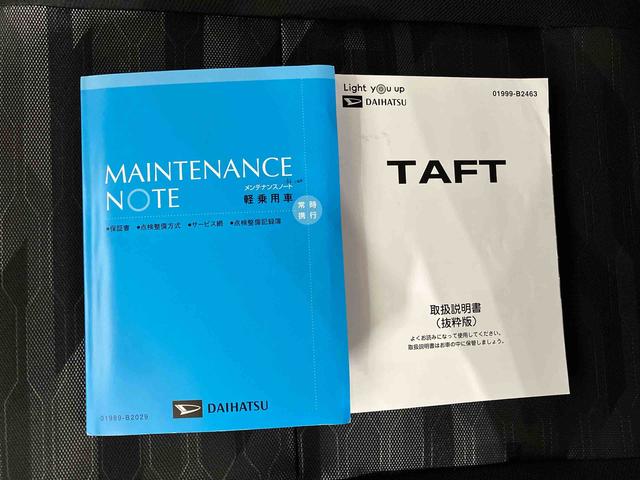 MAINTENANCE
NOTE
メンテナンスノート
軽乗用車
常時
携行
●保証書 ●点検整備方式 ●サービス網 ●点検整備記録簿
01989-B2029
DAIHATSU
Light you up
DAIHATSU
01999-B2463
TAFT
取扱説明書
(抜粋版)
よくお読みになって使用してください。
取扱説明書はお車の中に保管しましょう。